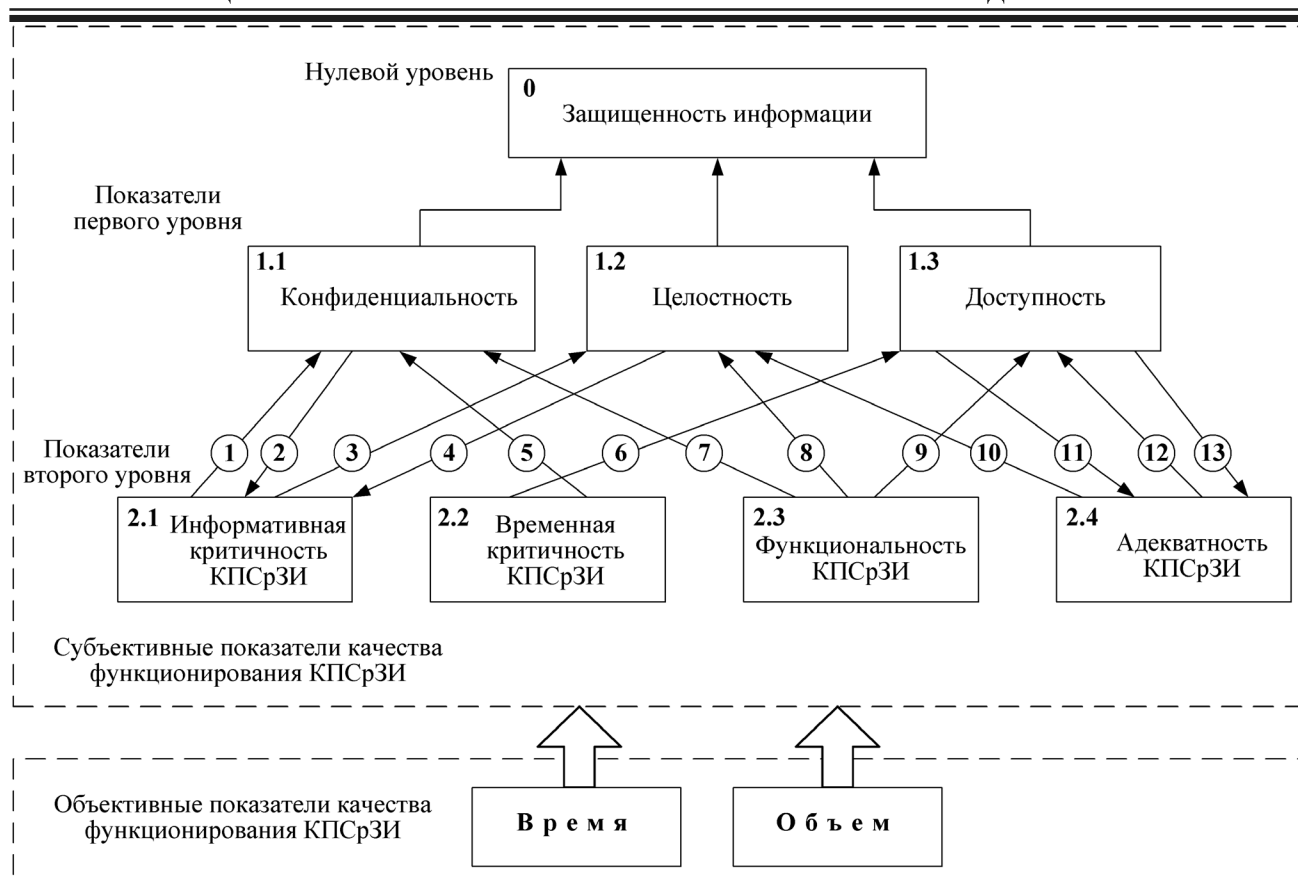 Нулевой уровень
0
Защищенность информации
Показатели
первого уровня
1.1
Конфиденциальность
1.2
Целостность
1.3
Доступность
Показатели
второго уровня
1
2
3
4
5
6
7
8
9
10
11
12
13
2.1 Информативная
критичность
КПСрЗИ
2.2 Временная
критичность
КПСрЗИ
2.3
Функциональность
КПСрЗИ
2.4
Адекватность
КПСрЗИ
Субъективные показатели качества
функционирования КПСрЗИ
Объективные показатели качества
функционирования КПСрЗИ
Время
Объем